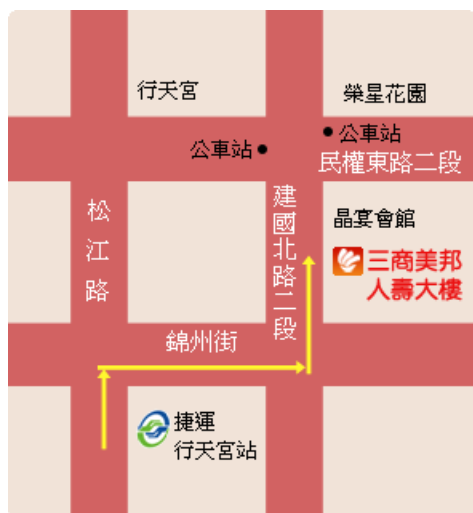 行天宮
榮星花園
公車站
公車站
民權東路二段
松江路
建國北路二段
晶宴會館
三商美邦
人壽大樓
錦州街
捷運
行天宮站